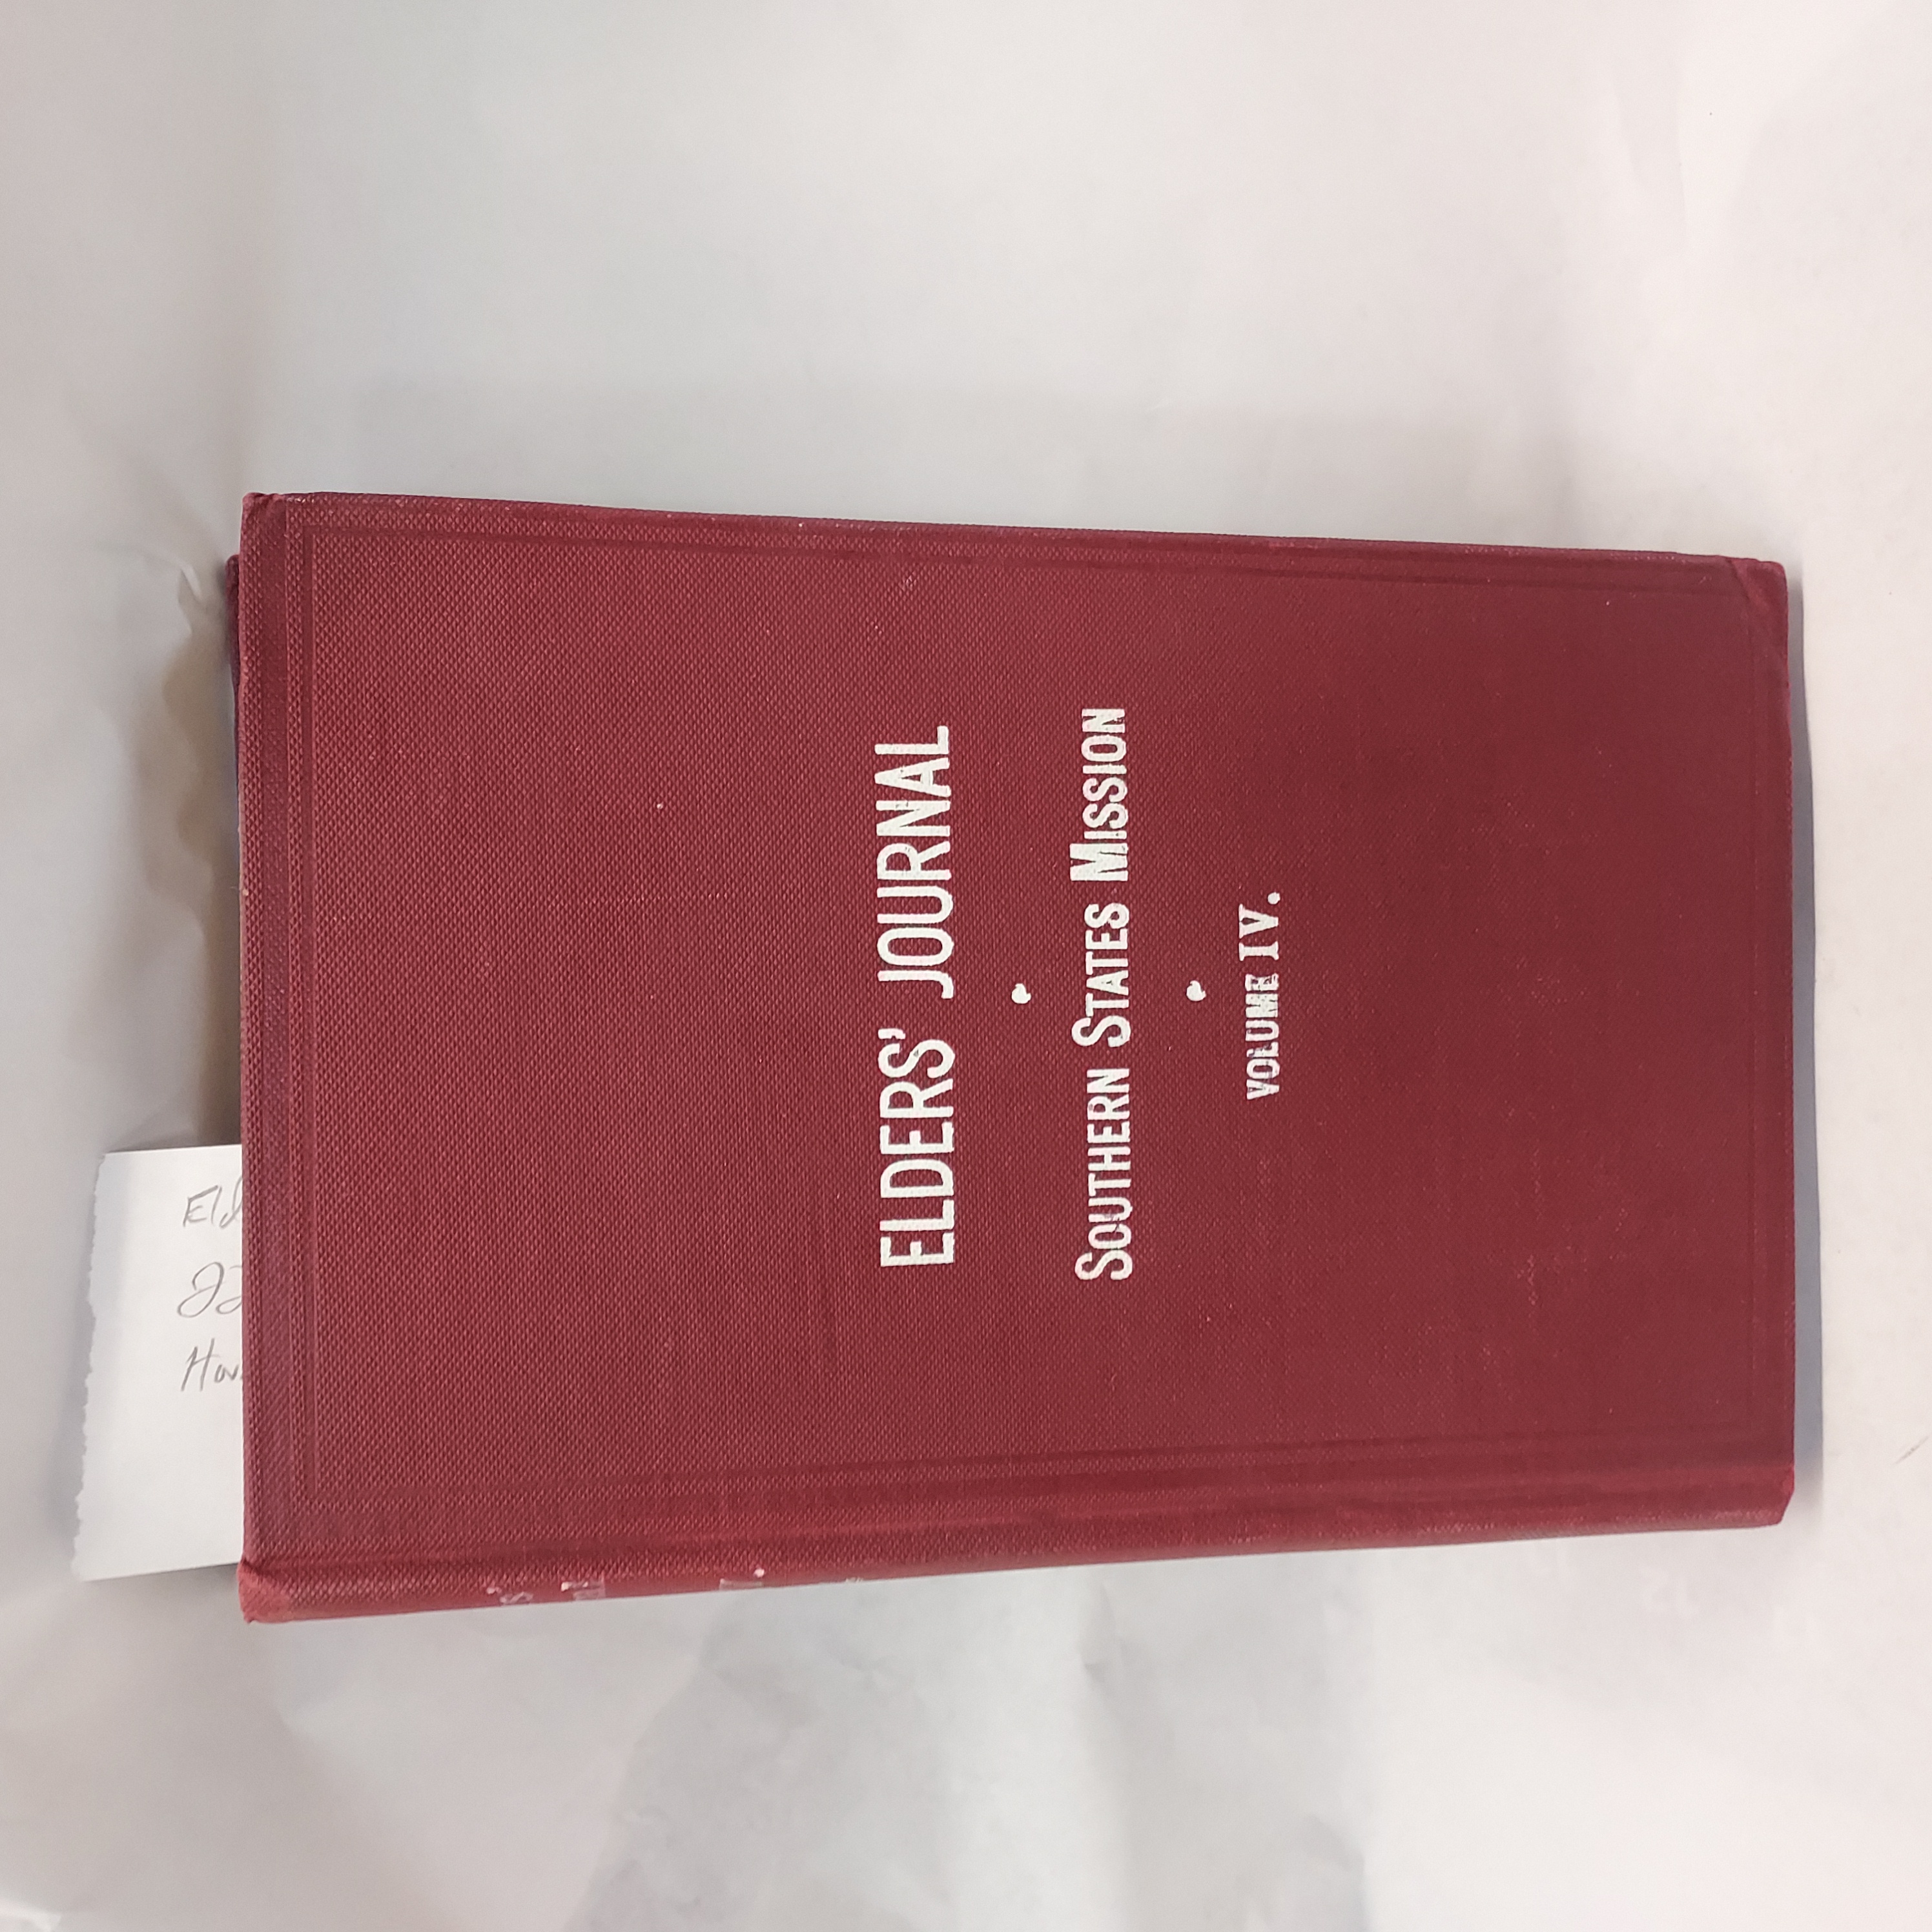 ELDERS' JOURNAL
SOUTHERN STATES MISSION
VOLUME IV.